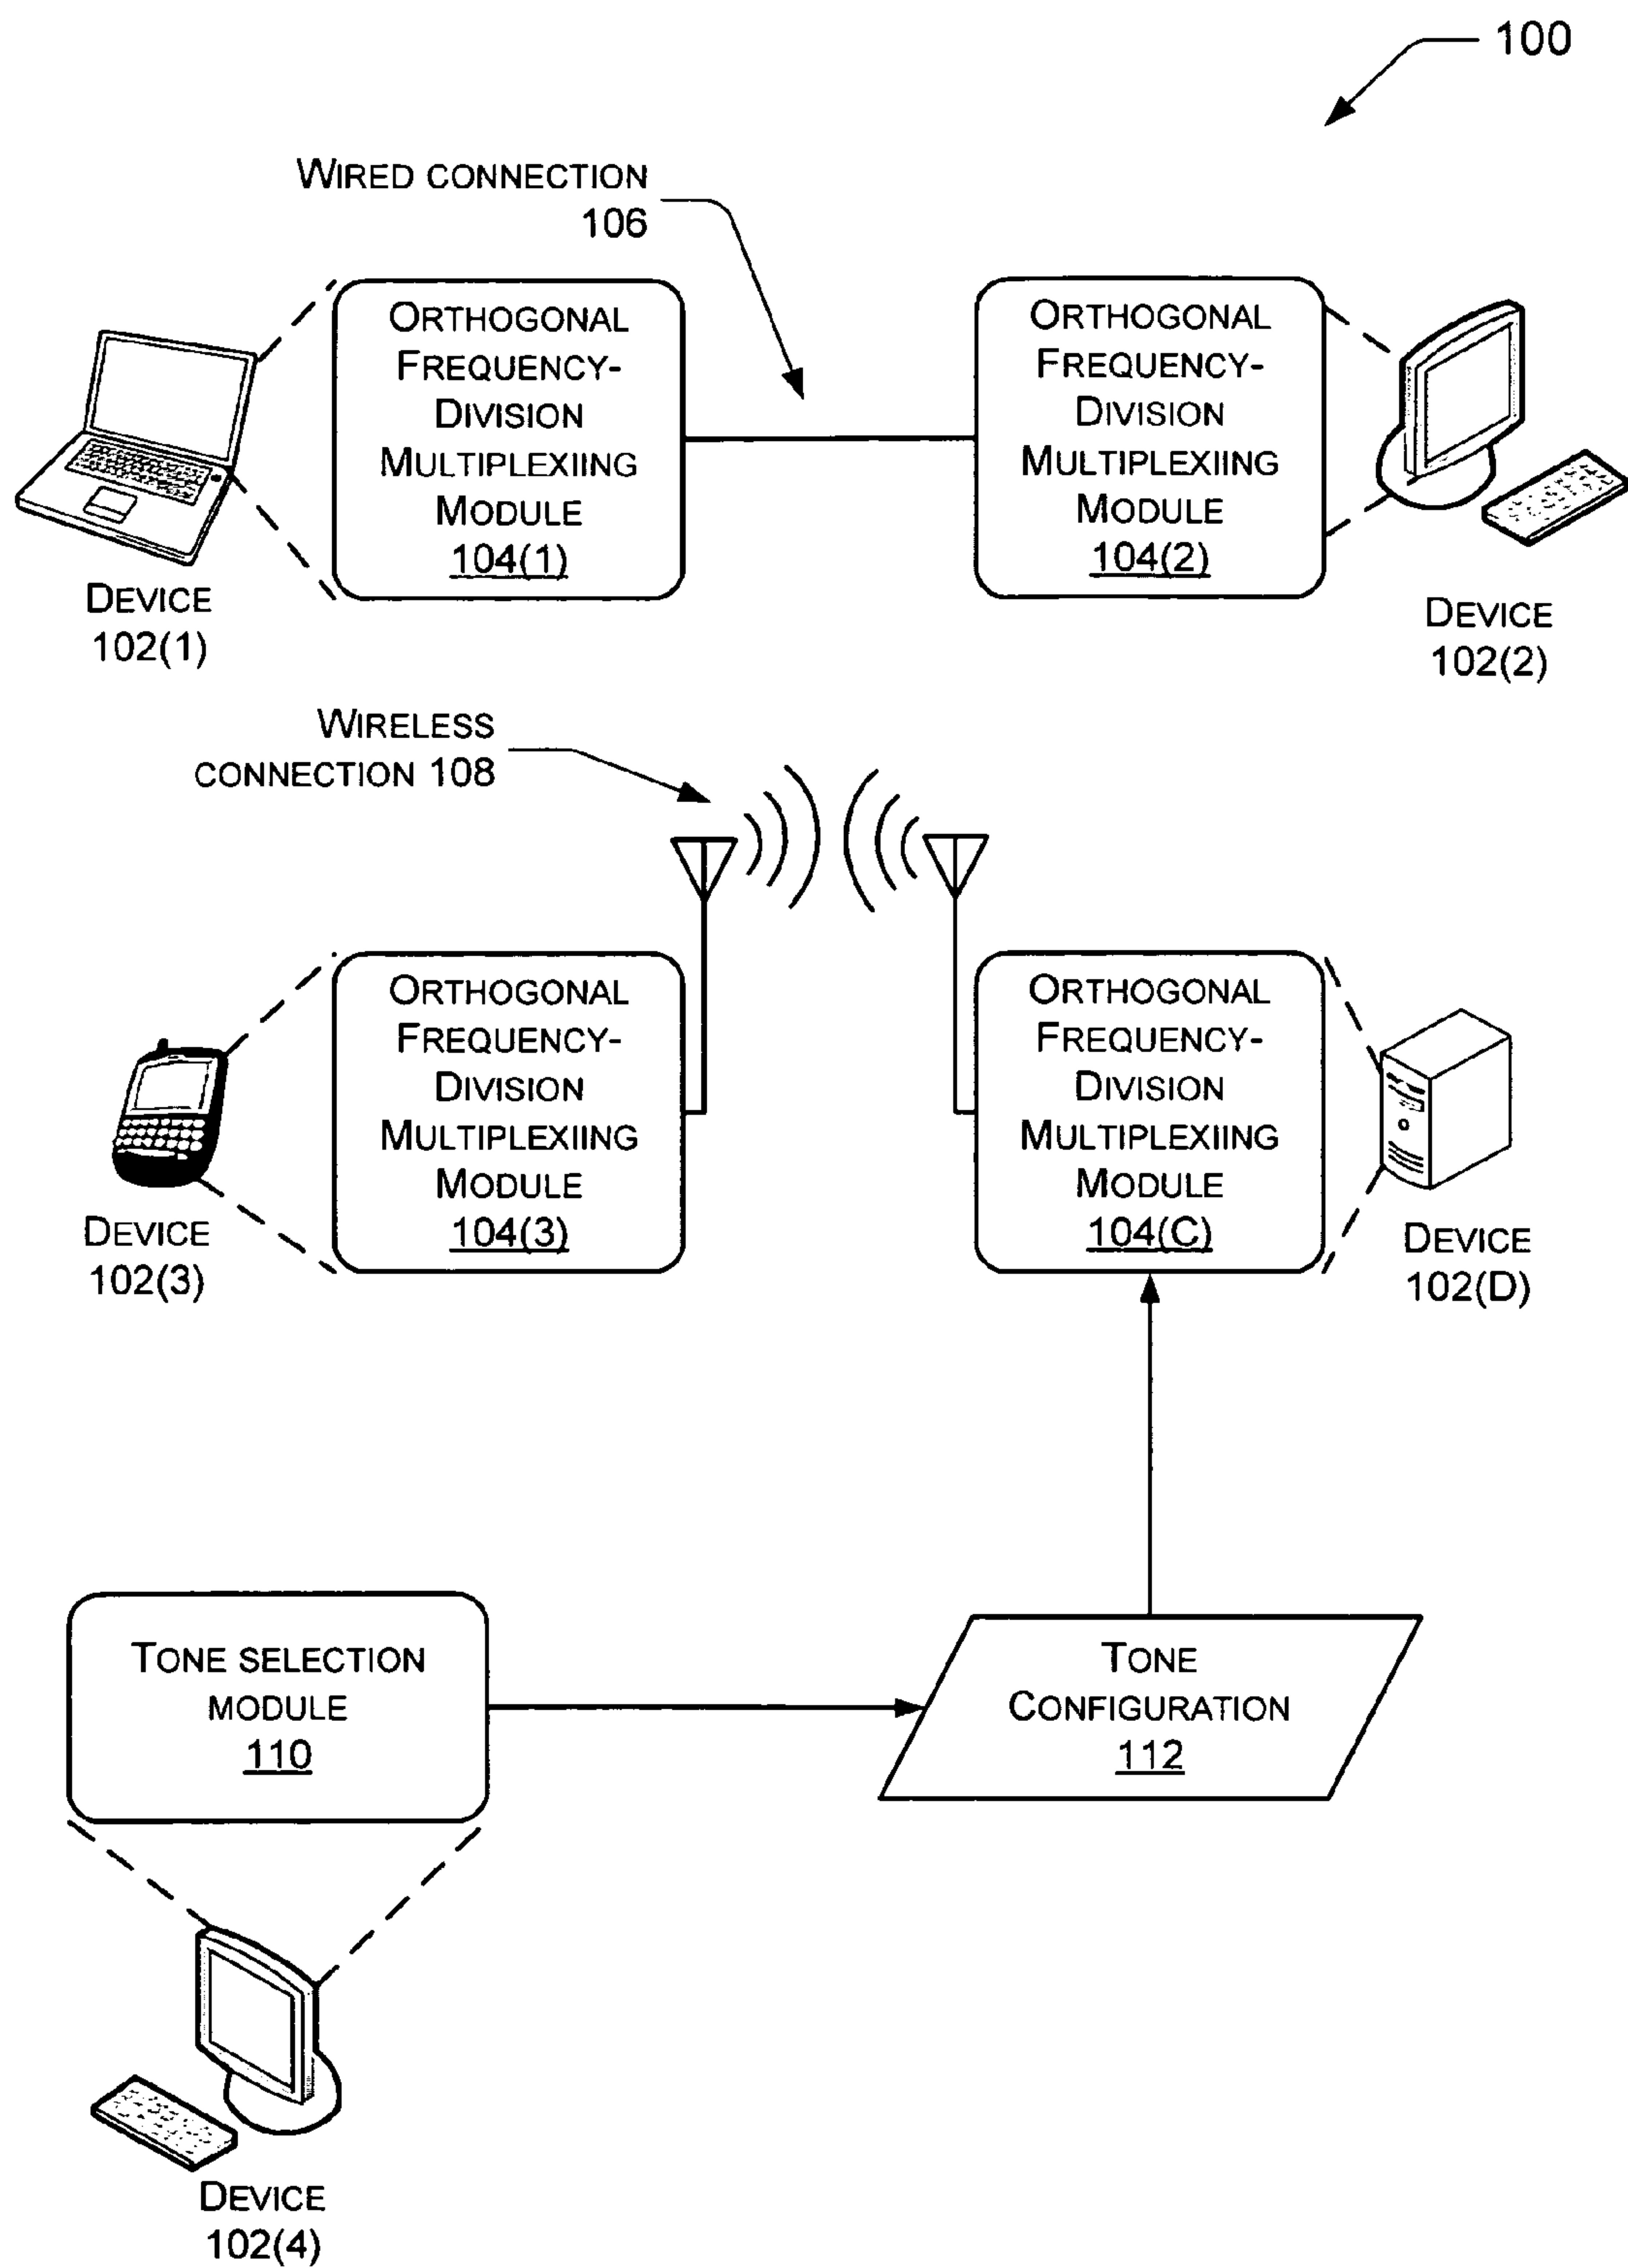 100
WIRED CONNECTION
106
ORTHOGONAL
FREQUENCY-
DIVISION
MULTIPLEXIING
MODULE
104(1)
ORTHOGONAL
FREQUENCY-
DIVISION
MULTIPLEXIING
MODULE
104(2)
DEVICE
102(1)
DEVICE
102(2)
WIRELESS
CONNECTION 108
ORTHOGONAL
FREQUENCY-
DIVISION
MULTIPLEXIING
MODULE
104(3)
ORTHOGONAL
FREQUENCY-
DIVISION
MULTIPLEXIING
MODULE
104(C)
DEVICE
102(3)
DEVICE
102(D)
TONE SELECTION
MODULE
110
TONE
CONFIGURATION
112
DEVICE
102(4)